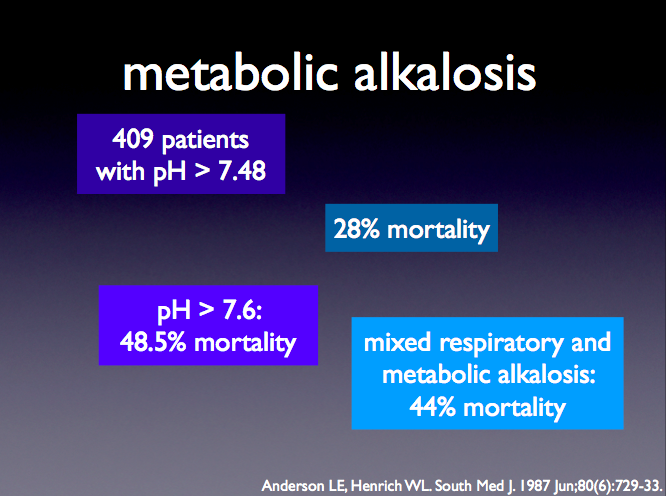 metabolic alkalosis
409 patients
with pH > 7.48
28% mortality
pH > 7.6:
48.5% mortality
mixed respiratory and
metabolic alkalosis:
44% mortality
Anderson LE, Henrich WL. South Med J. 1987 Jun;80(6):729-33.